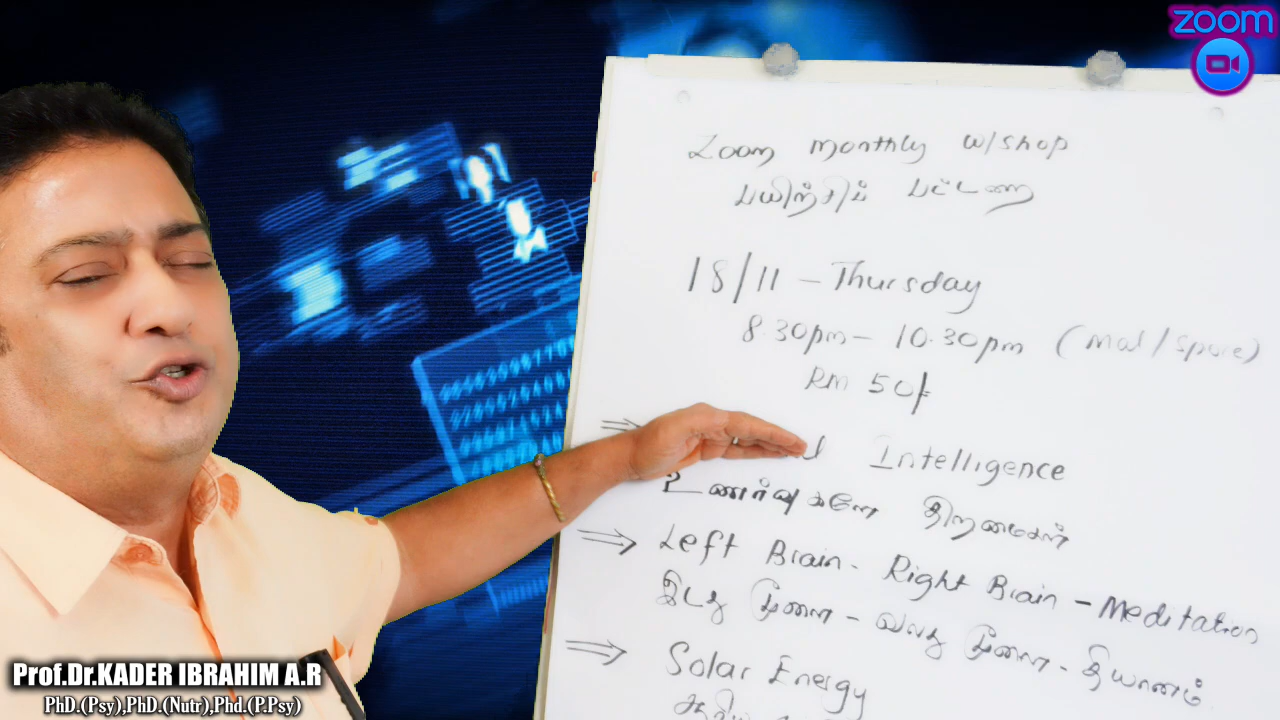 zoom
Zoom monthly w/shop
பயிற்சிப் பட்டறை
18/11 - Thursday
8.30pm - 10.30pm (mal/spore)
RM 50/-
⇒ Intelligence
உணர்வுகளே திறமைகள்
⇒ Left Brain - Right Brain - Meditation
இடது மூளை - வலது மூளை - தியானம்
⇒ Solar Energy
Prof.Dr.KADER IBRAHIM A.R
PhD.(Psy),PhD.(Nutr),Phd.(P.Psy)